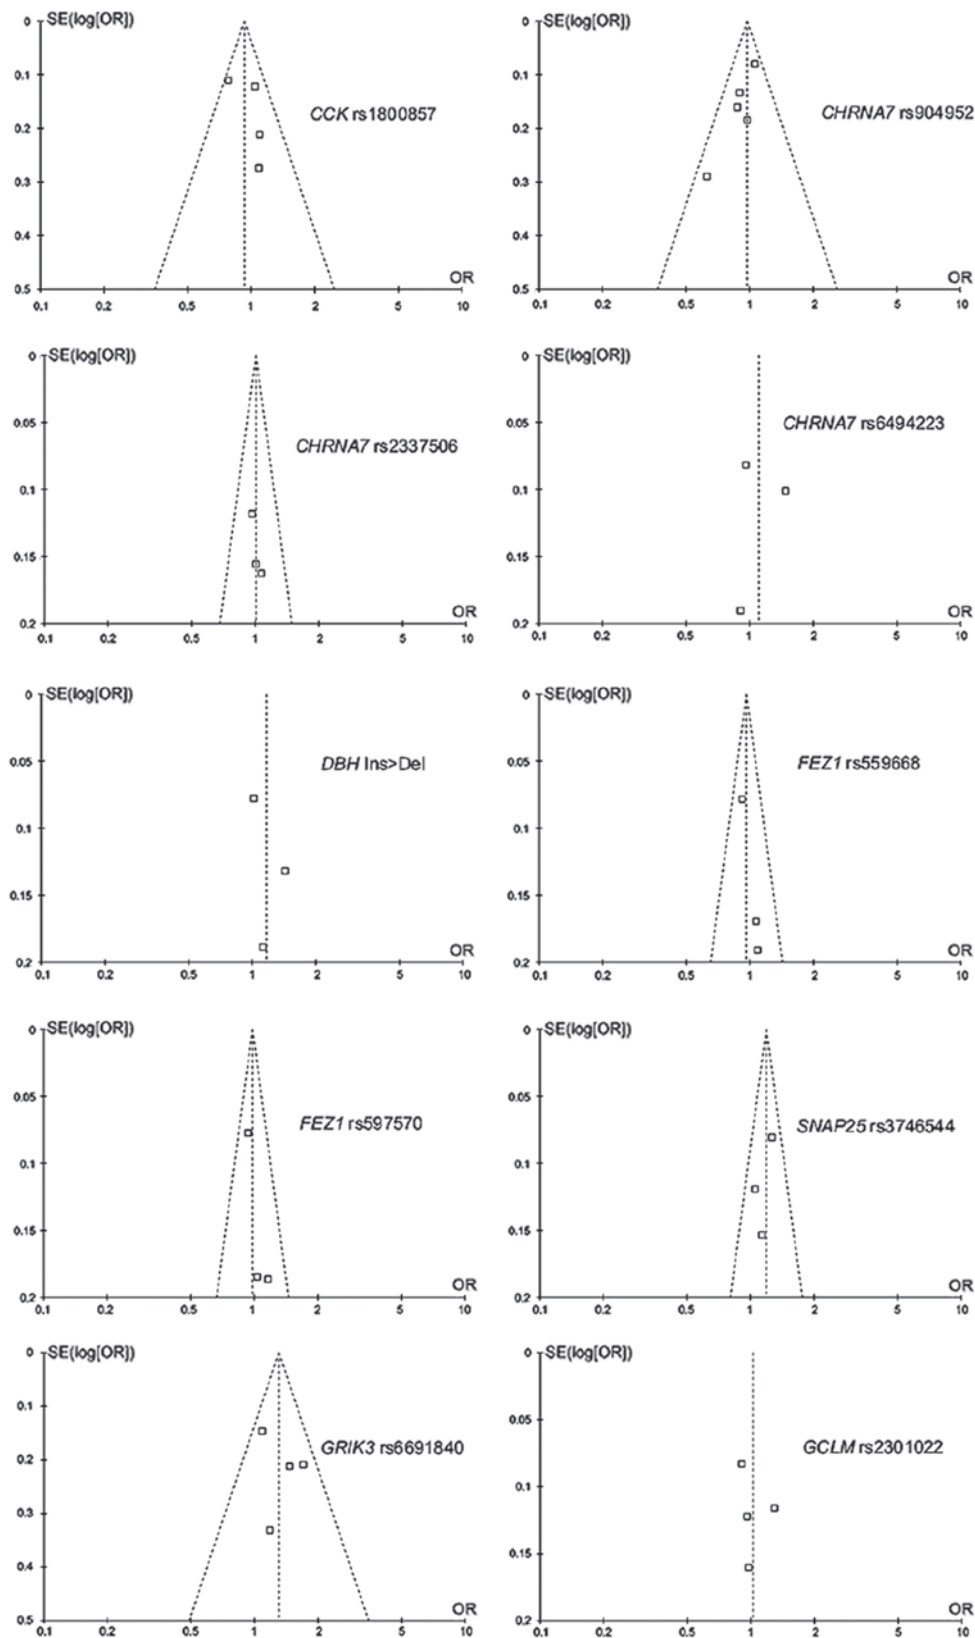 0 SE(log[OR])
0.1
CCK rs1800857
0.2
0.3
0.4
OR
0.5
0.1 0.2 0.5 1 2 5 10
0 SE(log[OR])
0.1
CHRNA7 rs904952
0.2
0.3
0.4
OR
0.5
0.1 0.2 0.5 1 2 5 10
0 SE(log[OR])
0.05
CHRNA7 rs2337506
0.1
0.15
OR
0.2
0.1 0.2 0.5 1 2 5 10
0 SE(log[OR])
0.05
CHRNA7 rs6494223
0.1
0.15
OR
0.2
0.1 0.2 0.5 1 2 5 10
0 SE(log[OR])
0.05
DBH Ins>Del
0.1
0.15
OR
0.2
0.1 0.2 0.5 1 2 5 10
0 SE(log[OR])
0.05
FEZ1 rs559668
0.1
0.15
OR
0.2
0.1 0.2 0.5 1 2 5 10
0 SE(log[OR])
0.05
FEZ1 rs597570
0.1
0.15
OR
0.2
0.1 0.2 0.5 1 2 5 10
0 SE(log[OR])
0.05
SNAP25 rs3746544
0.1
0.15
OR
0.2
0.1 0.2 0.5 1 2 5 10
0 SE(log[OR])
0.1
GRIK3 rs6691840
0.2
0.3
0.4
OR
0.5
0.1 0.2 0.5 1 2 5 10
0 SE(log[OR])
0.05
GCLM rs2301022
0.1
0.15
OR
0.2
0.1 0.2 0.5 1 2 5 10